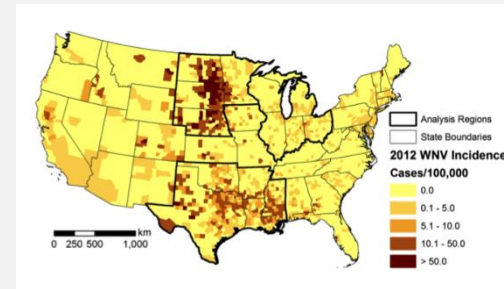 Analysis Regions
State Boundaries
2012 WNV Incidence
Cases/100,000
0.0
0.1 - 5.0
5.1 - 10.0
10.1 - 50.0
> 50.0
km
0 250 500 1,000